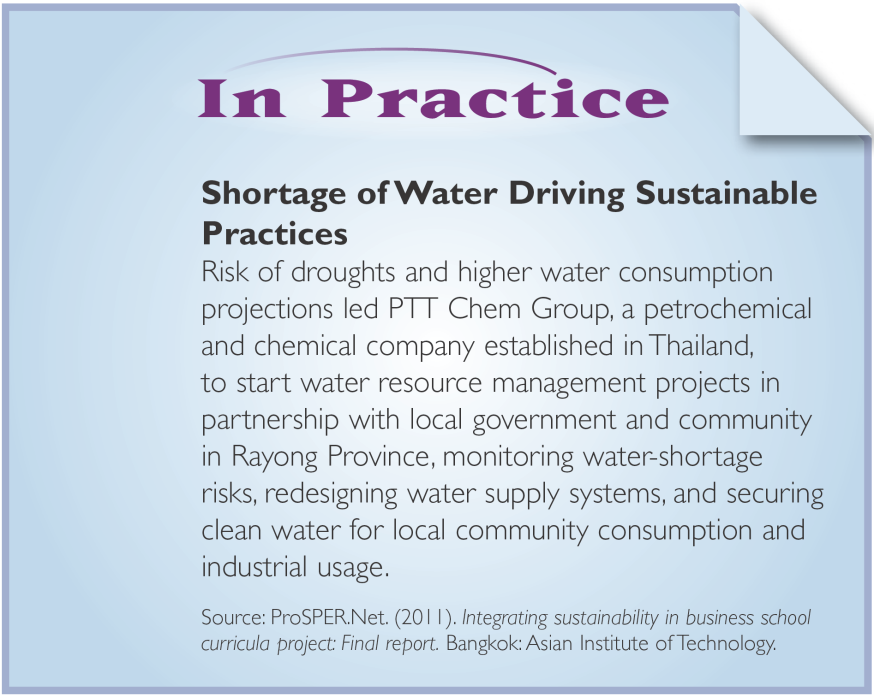 In Practice
Shortage of Water Driving Sustainable
Practices
Risk of droughts and higher water consumption
projections led PTT Chem Group, a petrochemical
and chemical company established in Thailand,
to start water resource management projects in
partnership with local government and community
in Rayong Province, monitoring water-shortage
risks, redesigning water supply systems, and securing
clean water for local community consumption and
industrial usage.
Source: ProSPER.Net. (2011). Integrating sustainability in business school
curricula project: Final report. Bangkok: Asian Institute of Technology.